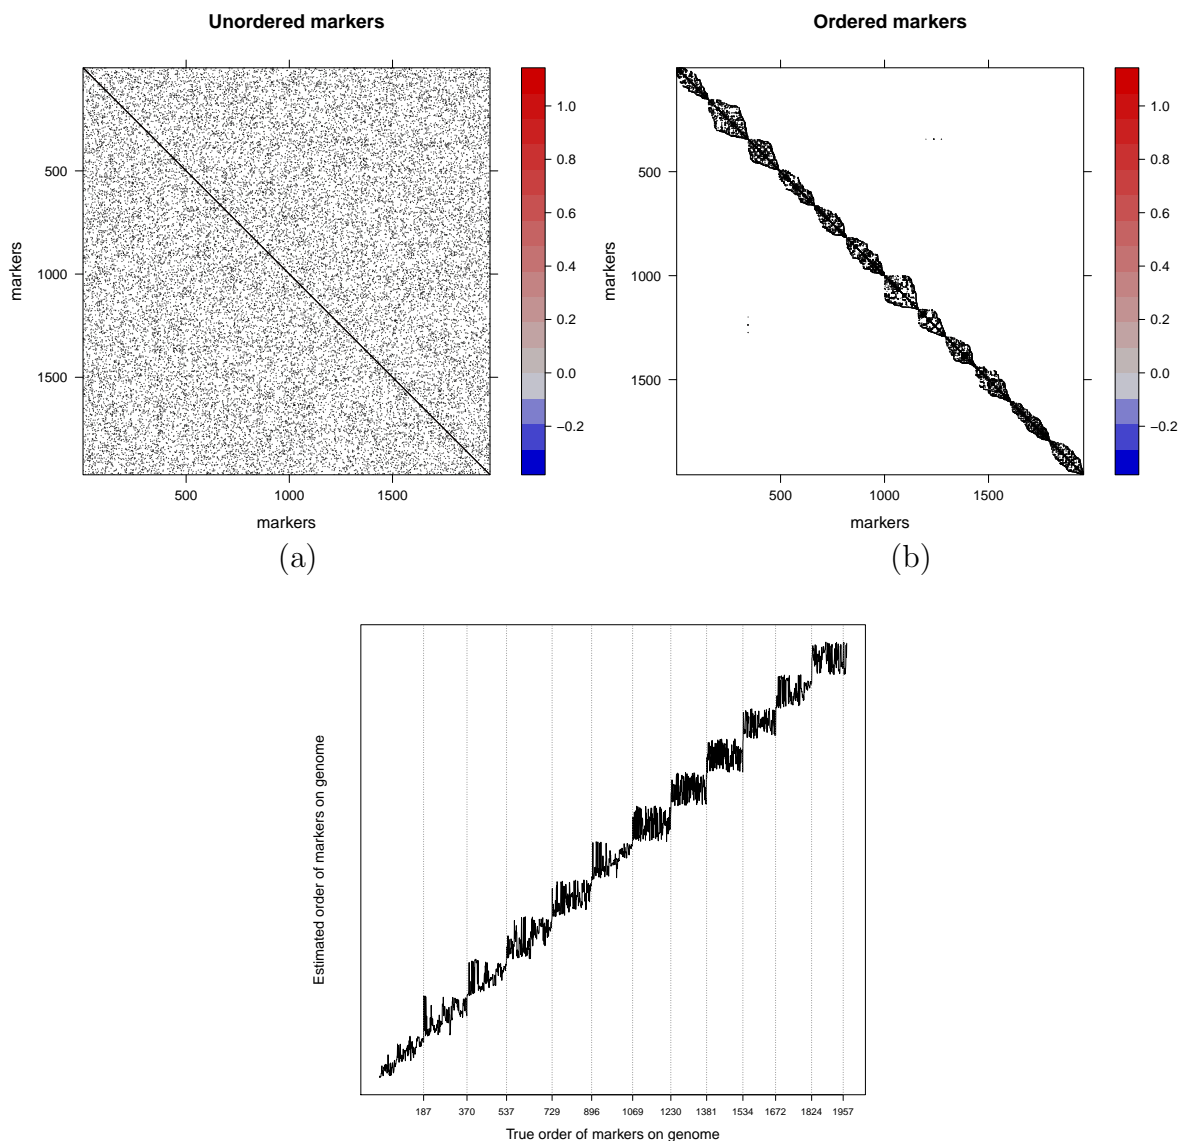 Unordered markers
markers
500
1000
1500
500
1000
1500
markers
1.0
0.8
0.6
0.4
0.2
0.0
−0.2
(a)
Ordered markers
markers
500
1000
1500
500
1000
1500
markers
1.0
0.8
0.6
0.4
0.2
0.0
−0.2
(b)
Estimated order of markers on genome
187 370 537 729 896 1069 1230 1381 1534 1672 1824 1957
True order of markers on genome